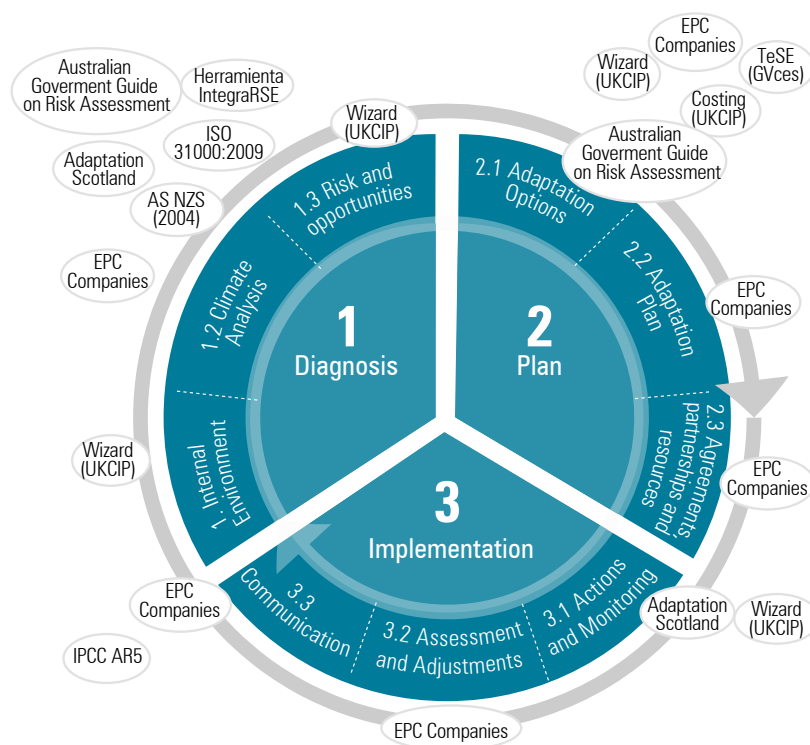 EPC
Companies
Wizard
(UKCIP)
TeSE
(GVces)
Costing
(UKCIP)
Australian
Goverment Guide
on Risk Assessment
Australian
Goverment Guide
on Risk Assessment
Herramienta
IntegraRSE
Wizard
(UKCIP)
ISO
31000:2009
Adaptation
Scotland
AS NZS
(2004)
EPC
Companies
Wizard
(UKCIP)
1.3 Risk and
opportunities
1.2 Climate
Analysis
1. Internal
Environment
1
Diagnosis
2.1 Adaptation
Options
2.2 Adaptation
Plan
2.3 Agreements,
partnerships and
resources
2
Plan
EPC
Companies
EPC
Companies
3
Implementation
3.1 Actions
and Monitoring
3.2 Assessment
and Adjustments
3.3
Communication
Adaptation
Scotland
Wizard
(UKCIP)
EPC
Companies
IPCC AR5
EPC Companies